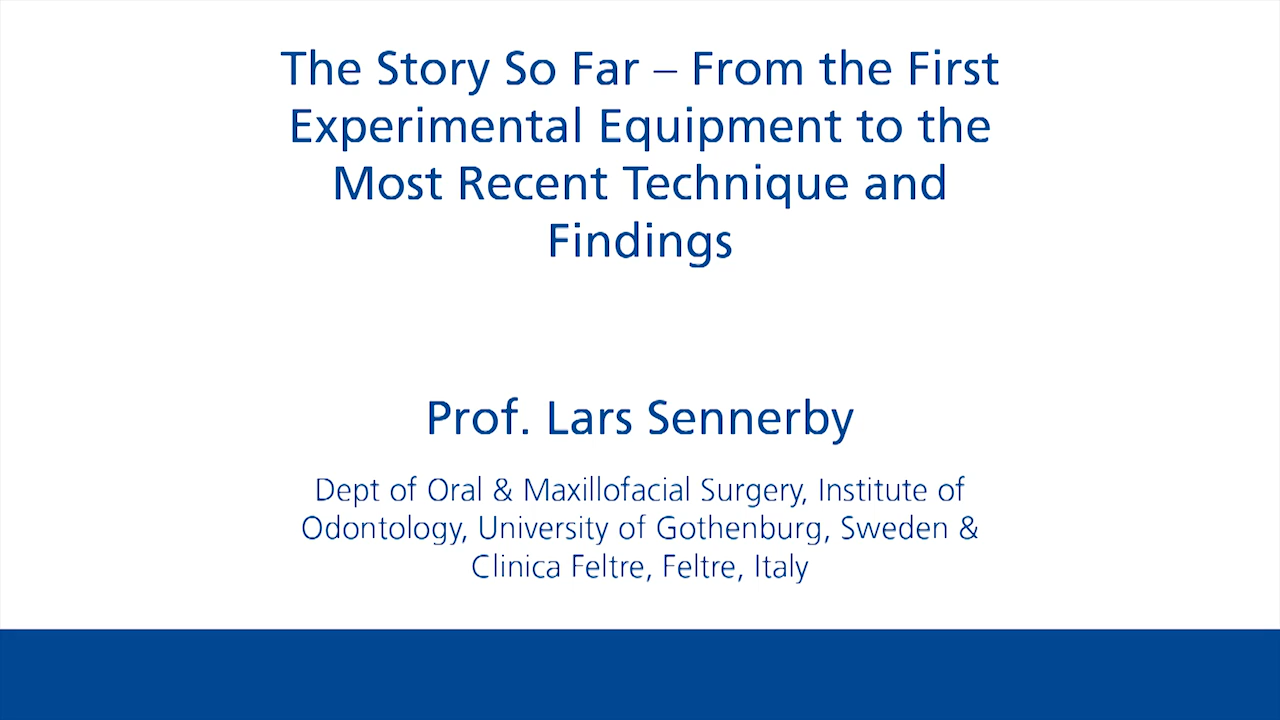 The Story So Far – From the First
Experimental Equipment to the
Most Recent Technique and
Findings
Prof. Lars Sennerby
Dept of Oral & Maxillofacial Surgery, Institute of
Odontology, University of Gothenburg, Sweden &
Clinica Feltre, Feltre, Italy